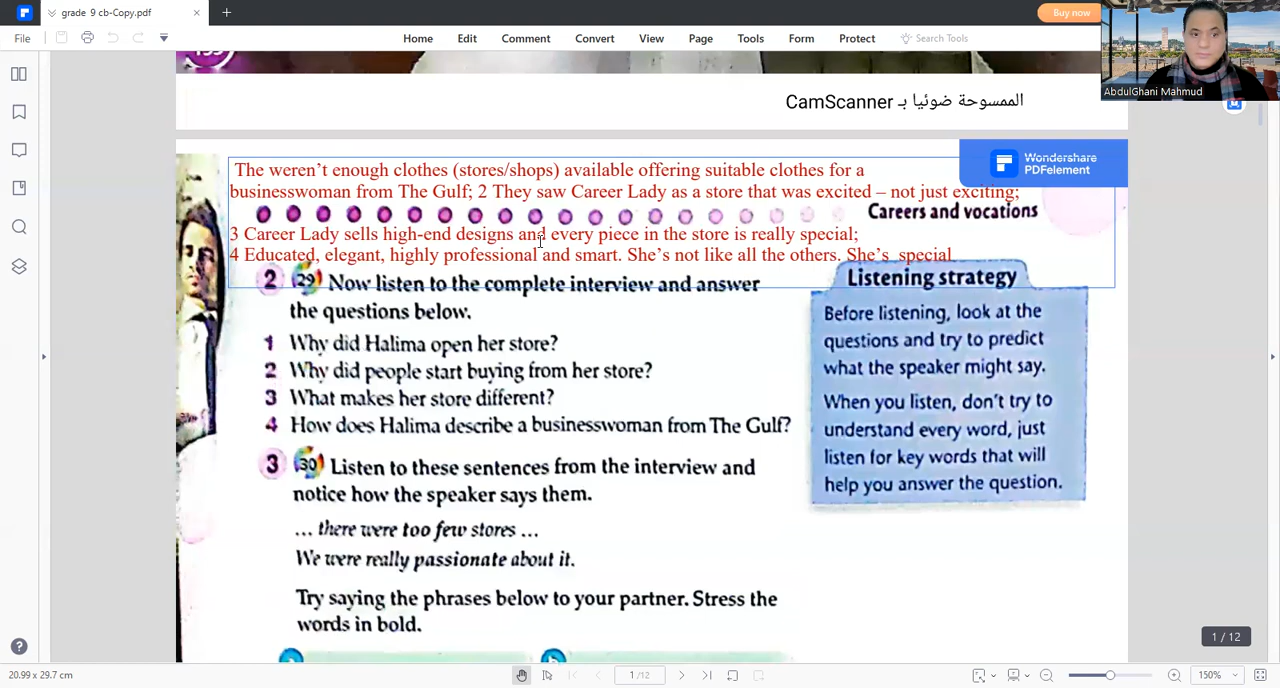 grade 9 cb-Copy.pdf
Buy now
File
Home
Edit
Comment
Convert
View
Page
Tools
Form
Protect
Search Tools
AbdulGhani Mahmud
الممسوحة ضوئيا بـ CamScanner
Wondershare
PDFelement
The weren't enough clothes (stores/shops) available offering suitable clothes for a
businesswoman from The Gulf; 2 They saw Career Lady as a store that was excited – not just exciting;
Careers and vocations
3 Career Lady sells high-end designs and every piece in the store is really special;
4 Educated, elegant, highly professional and smart. She's not like all the others. She's special.
2 29 Now listen to the complete interview and answer
the questions below.
1 Why did Halima open her store?
2 Why did people start buying from her store?
3 What makes her store different?
4 How does Halima describe a businesswoman from The Gulf?
3 30 Listen to these sentences from the interview and
notice how the speaker says them.
... there were too few stores ...
We were really passionate about it.
Try saying the phrases below to your partner. Stress the
words in bold.
Listening strategy
Before listening, look at the
questions and try to predict
what the speaker might say.
When you listen, don't try to
understand every word, just
listen for key words that will
help you answer the question.
1 / 12
20.99 x 29.7 cm
1 /12
150%